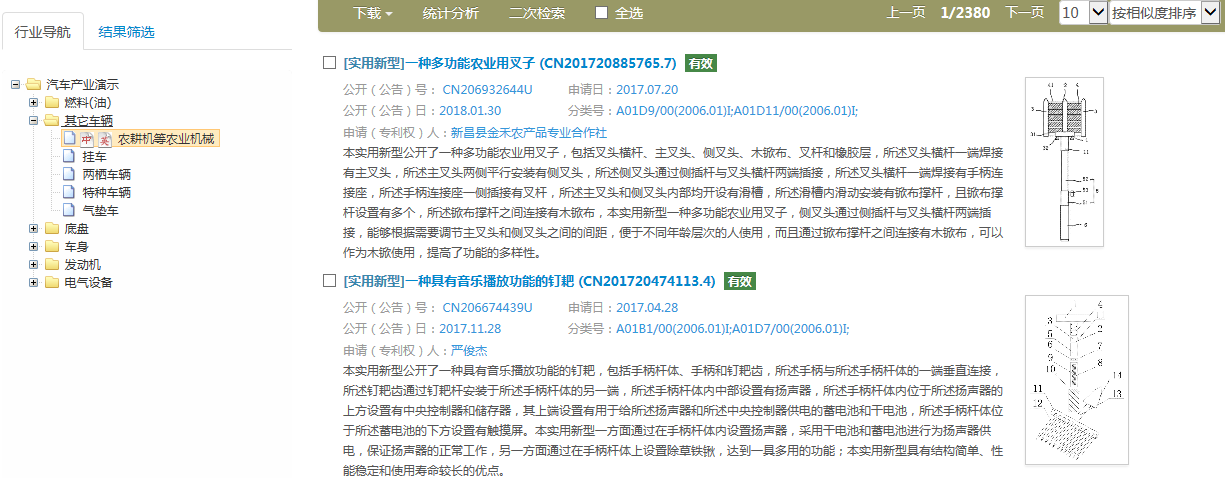 行业导航
结果筛选
汽车产业演示
燃料(油)
其它车辆
中 英 农耕机等农业机械
挂车
两栖车辆
特种车辆
气垫车
底盘
车身
发动机
电气设备
下载 统计分析 二次检索 全选 上一页 1/2380 下一页 10 按相似度排序
[实用新型]一种多功能农业用叉子 (CN201720885765.7) 有效
公开（公告）号： CN206932644U 申请日：2017.07.20
公开（公告）日：2018.01.30 分类号：A01D9/00(2006.01)I;A01D11/00(2006.01)I;
申请（专利权）人：新昌县金禾农产品专业合作社
本实用新型公开了一种多功能农业用叉子，包括叉头横杆、主叉头、侧叉头、木锨布、叉杆和橡胶层，所述叉头横杆一端焊接
有主叉头，所述主叉头两侧平行安装有侧叉头，所述侧叉头通过侧插杆与叉头横杆两端插接，所述叉头横杆一端焊接有手柄连
接座，所述手柄连接座一侧插接有叉杆，所述主叉头和侧叉头内部均开设有滑槽，所述滑槽内滑动安装有锨布撑杆，且锨布撑
杆设置有多个，所述锨布撑杆之间连接有木锨布，本实用新型一种多功能农业用叉子，侧叉头通过侧插杆与叉头横杆两端插
接，能够根据需要调节主叉头和侧叉头之间的间距，便于不同年龄层次的人使用，而且通过锨布撑杆之间连接有木锨布，可以
作为木锨使用，提高了功能的多样性。
[实用新型]一种具有音乐播放功能的钉耙 (CN201720474113.4) 有效
公开（公告）号： CN206674439U 申请日：2017.04.28
公开（公告）日：2017.11.28 分类号：A01B1/00(2006.01)I;A01D7/00(2006.01)I;
申请（专利权）人：严俊杰
本实用新型公开了一种具有音乐播放功能的钉耙，包括手柄杆体、手柄和钉耙齿，所述手柄与所述手柄杆体的一端垂直连接，
所述钉耙齿通过钉耙杆安装于所述手柄杆体的另一端，所述手柄杆体内中部设置有扬声器，所述手柄杆体内位于所述扬声器的
上方设置有中央控制器和储存器，其上端设置有用于给所述扬声器和所述中央控制器供电的蓄电池和干电池，所述手柄杆体位
于所述蓄电池的下方设置有触摸屏。本实用新型一方面通过在手柄杆体内设置扬声器，采用干电池和蓄电池进行为扬声器供
电，保证扬声器的正常工作，另一方面通过在手柄杆体上设置除草铁锹，达到一具多用的功能；本实用新型具有结构简单、性
能稳定和使用寿命较长的优点。
3
4
5
2
6
7
9
8
10
11
14
12
13